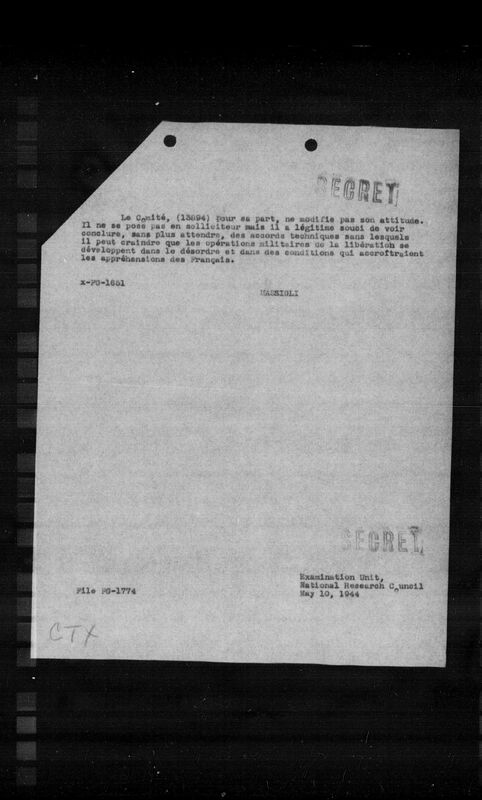 SECRET
Le Comité, (13894) pour sa part, ne modifie pas son attitude.
Il ne se pose pas en solliciteur mais il a légitime souci de voir
conclure, sans plus attendre, des accords techniques sans lesquels
il peut craindre que les opérations militaires de la libération se
développent dans le désordre et dans des conditions qui accroîtraient
les appréhensions des Français.
x-FG-1651
MASSIGLI
SECRET
Examination Unit,
National Research Council
May 10, 1944
File FG-1774
CTX